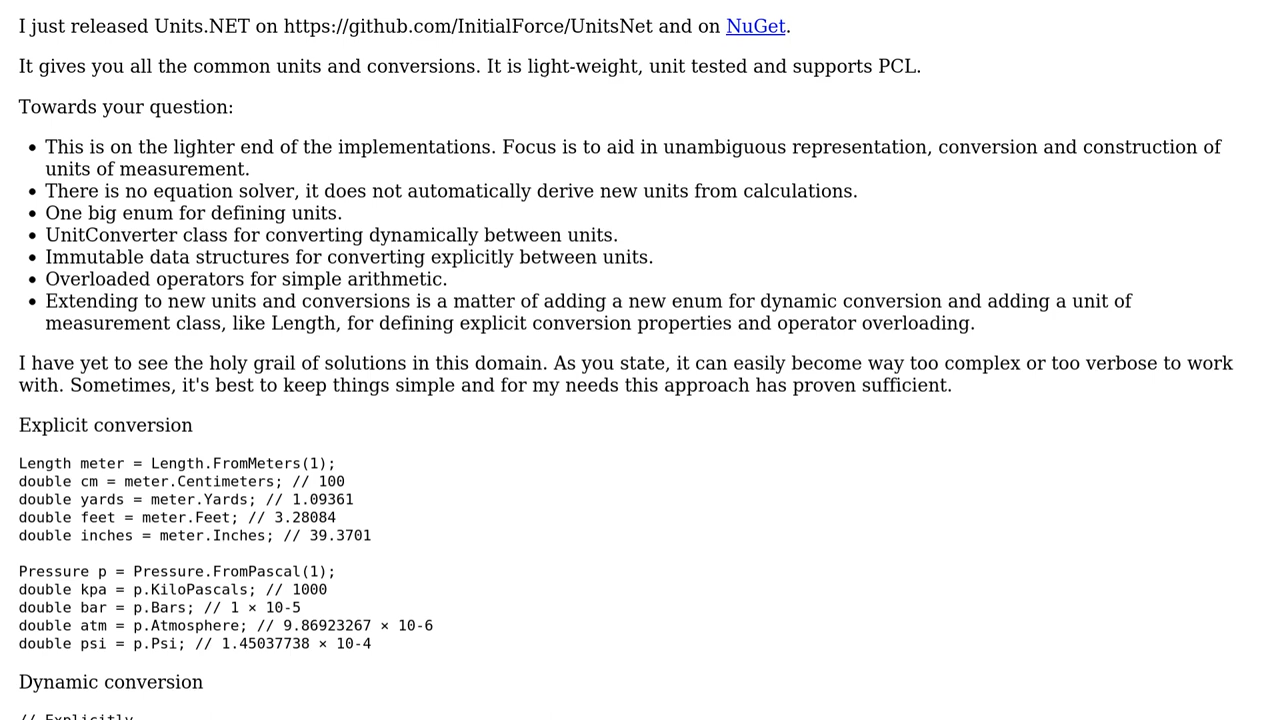 I just released Units.NET on https://github.com/InitialForce/UnitsNet and on NuGet.
It gives you all the common units and conversions. It is light-weight, unit tested and supports PCL.
Towards your question:
• This is on the lighter end of the implementations. Focus is to aid in unambiguous representation, conversion and construction of
units of measurement.
• There is no equation solver, it does not automatically derive new units from calculations.
• One big enum for defining units.
• UnitConverter class for converting dynamically between units.
• Immutable data structures for converting explicitly between units.
• Overloaded operators for simple arithmetic.
• Extending to new units and conversions is a matter of adding a new enum for dynamic conversion and adding a unit of
measurement class, like Length, for defining explicit conversion properties and operator overloading.
I have yet to see the holy grail of solutions in this domain. As you state, it can easily become way too complex or too verbose to work
with. Sometimes, it's best to keep things simple and for my needs this approach has proven sufficient.
Explicit conversion
Length meter = Length.FromMeters(1);
double cm = meter.Centimeters; // 100
double yards = meter.Yards; // 1.09361
double feet = meter.Feet; // 3.28084
double inches = meter.Inches; // 39.3701
Pressure p = Pressure.FromPascal(1);
double kpa = p.KiloPascals; // 1000
double bar = p.Bars; // 1 × 10-5
double atm = p.Atmosphere; // 9.86923267 × 10-6
double psi = p.Psi; // 1.45037738 × 10-4
Dynamic conversion
// Explicitly